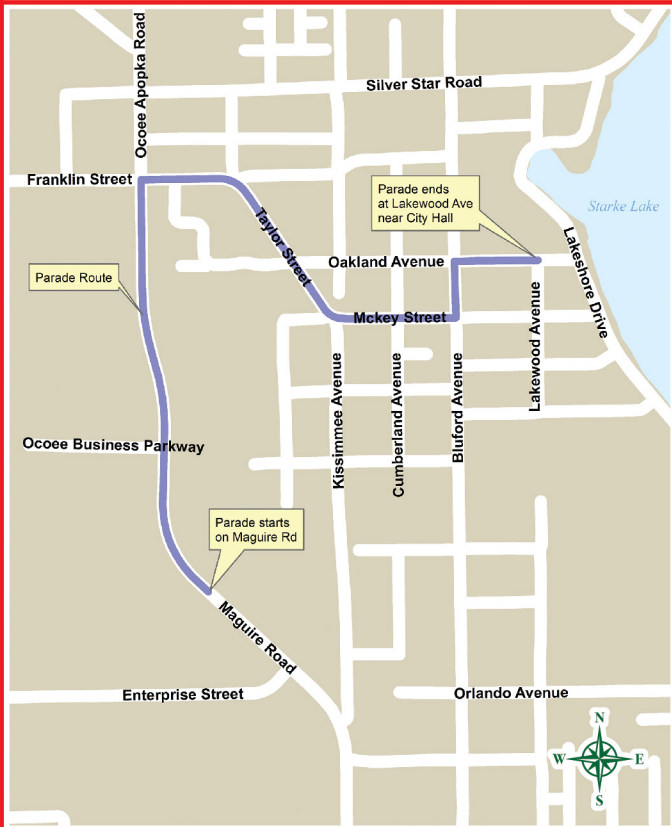 Ocoee Apopka Road
Silver Star Road
Franklin Street
Parade ends
at Lakewood Ave
near City Hall
Starke Lake
Taylor Street
Oakland Avenue
Lakeshore Drive
Parade Route
Mckey Street
Lakewood Avenue
Kissimmee Avenue
Cumberland Avenue
Bluford Avenue
Ocoee Business Parkway
Parade starts
on Maguire Rd
Maguire Road
Enterprise Street
Orlando Avenue
N
W
E
S